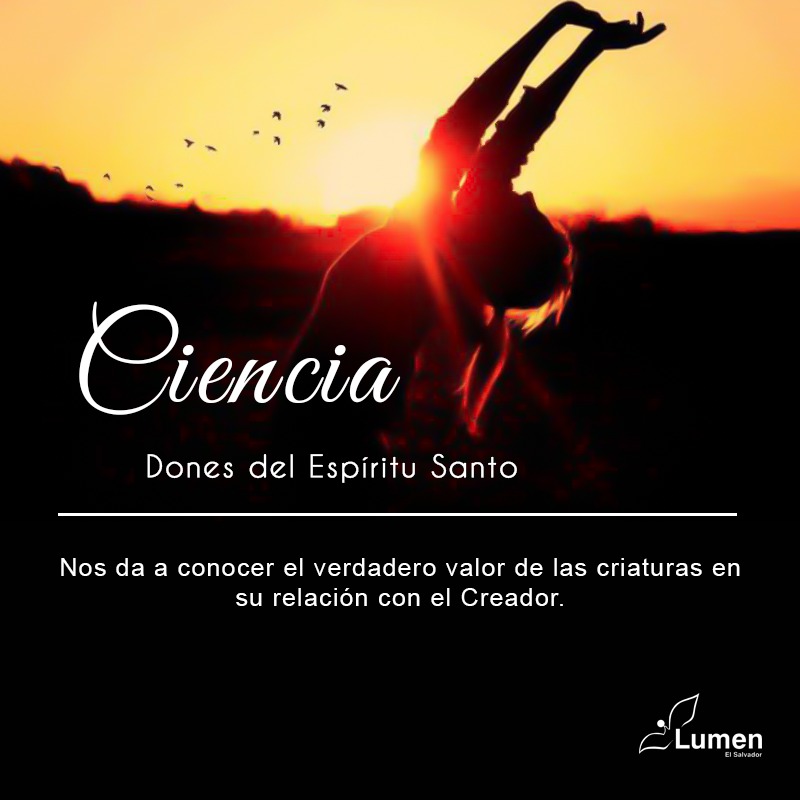 Ciencia
Dones del Espíritu Santo
Nos da a conocer el verdadero valor de las criaturas en
su relación con el Creador.
Lumen
El Salvador